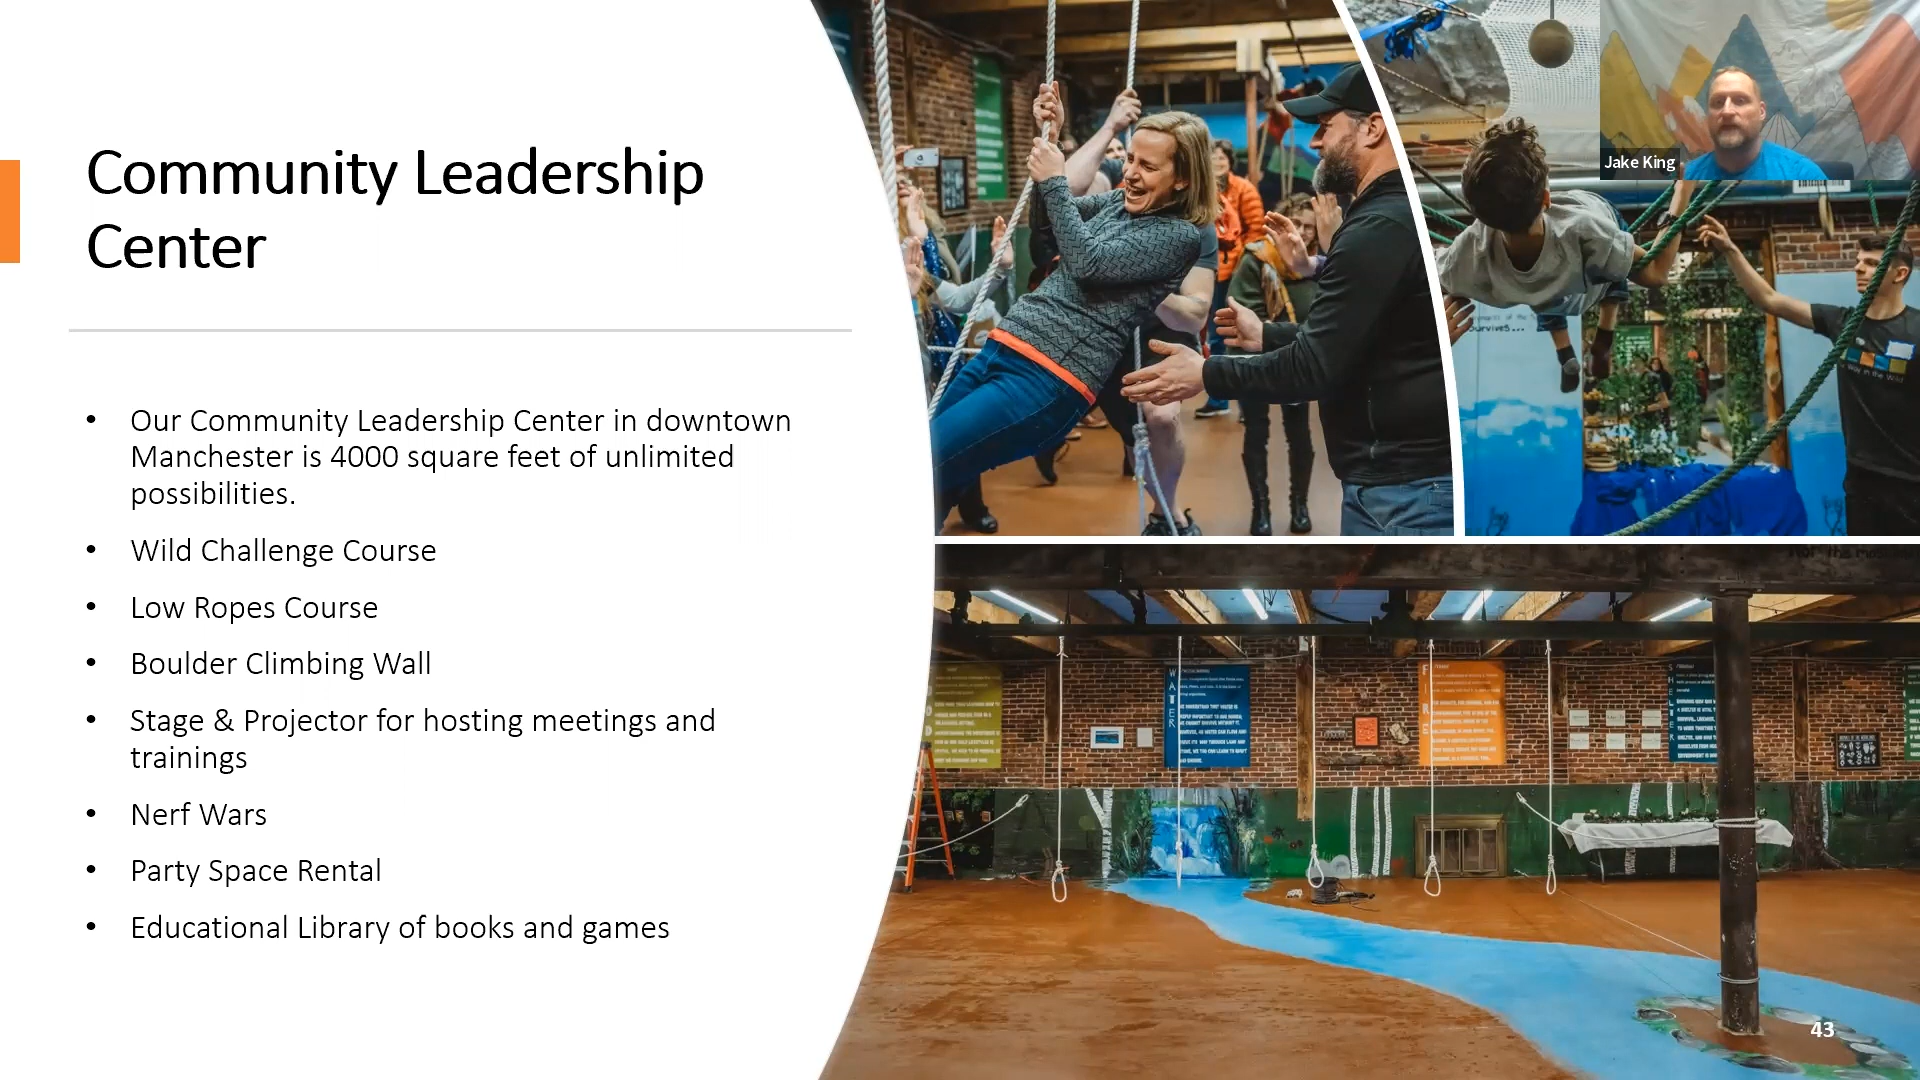 Community Leadership
Center
• Our Community Leadership Center in downtown
Manchester is 4000 square feet of unlimited
possibilities.
• Wild Challenge Course
• Low Ropes Course
• Boulder Climbing Wall
• Stage & Projector for hosting meetings and
trainings
• Nerf Wars
• Party Space Rental
• Educational Library of books and games
Jake King
survives...
WATER
FIRE
SHELTER
43